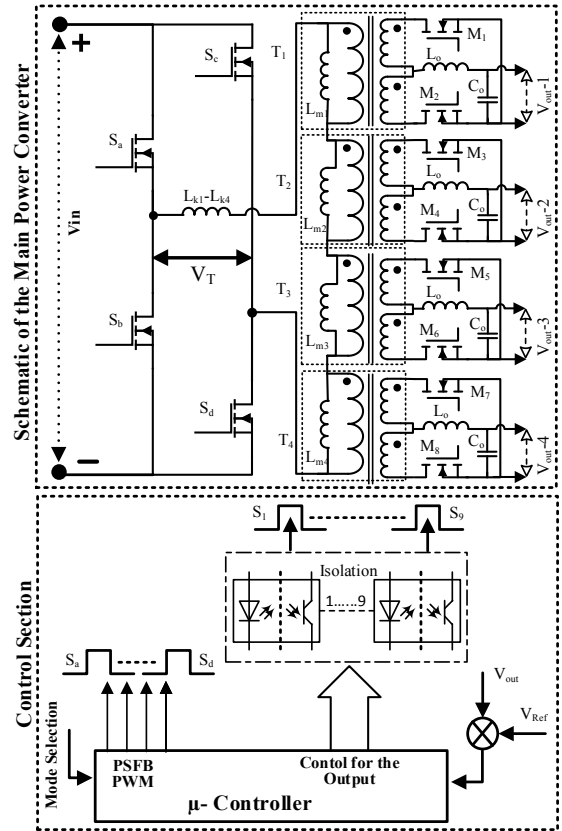 Schematic of the Main Power Converter
+
Vin
−
Sa
Sb
Sc
Sd
Lk1-Lk4
VT
T1
T2
T3
T4
Lm1
Lm2
Lm3
Lm4
M1
Lo
M2
Co
Vout-1
M3
Lo
M4
Co
Vout-2
M5
Lo
M6
Co
Vout-3
M7
Lo
M8
Co
Vout-4
Control Section
S1
S9
Isolation
1......9
Sa
Sd
Vout
VRef
Mode Selection
PSFB
PWM
Contol for the
Output
μ- Controller